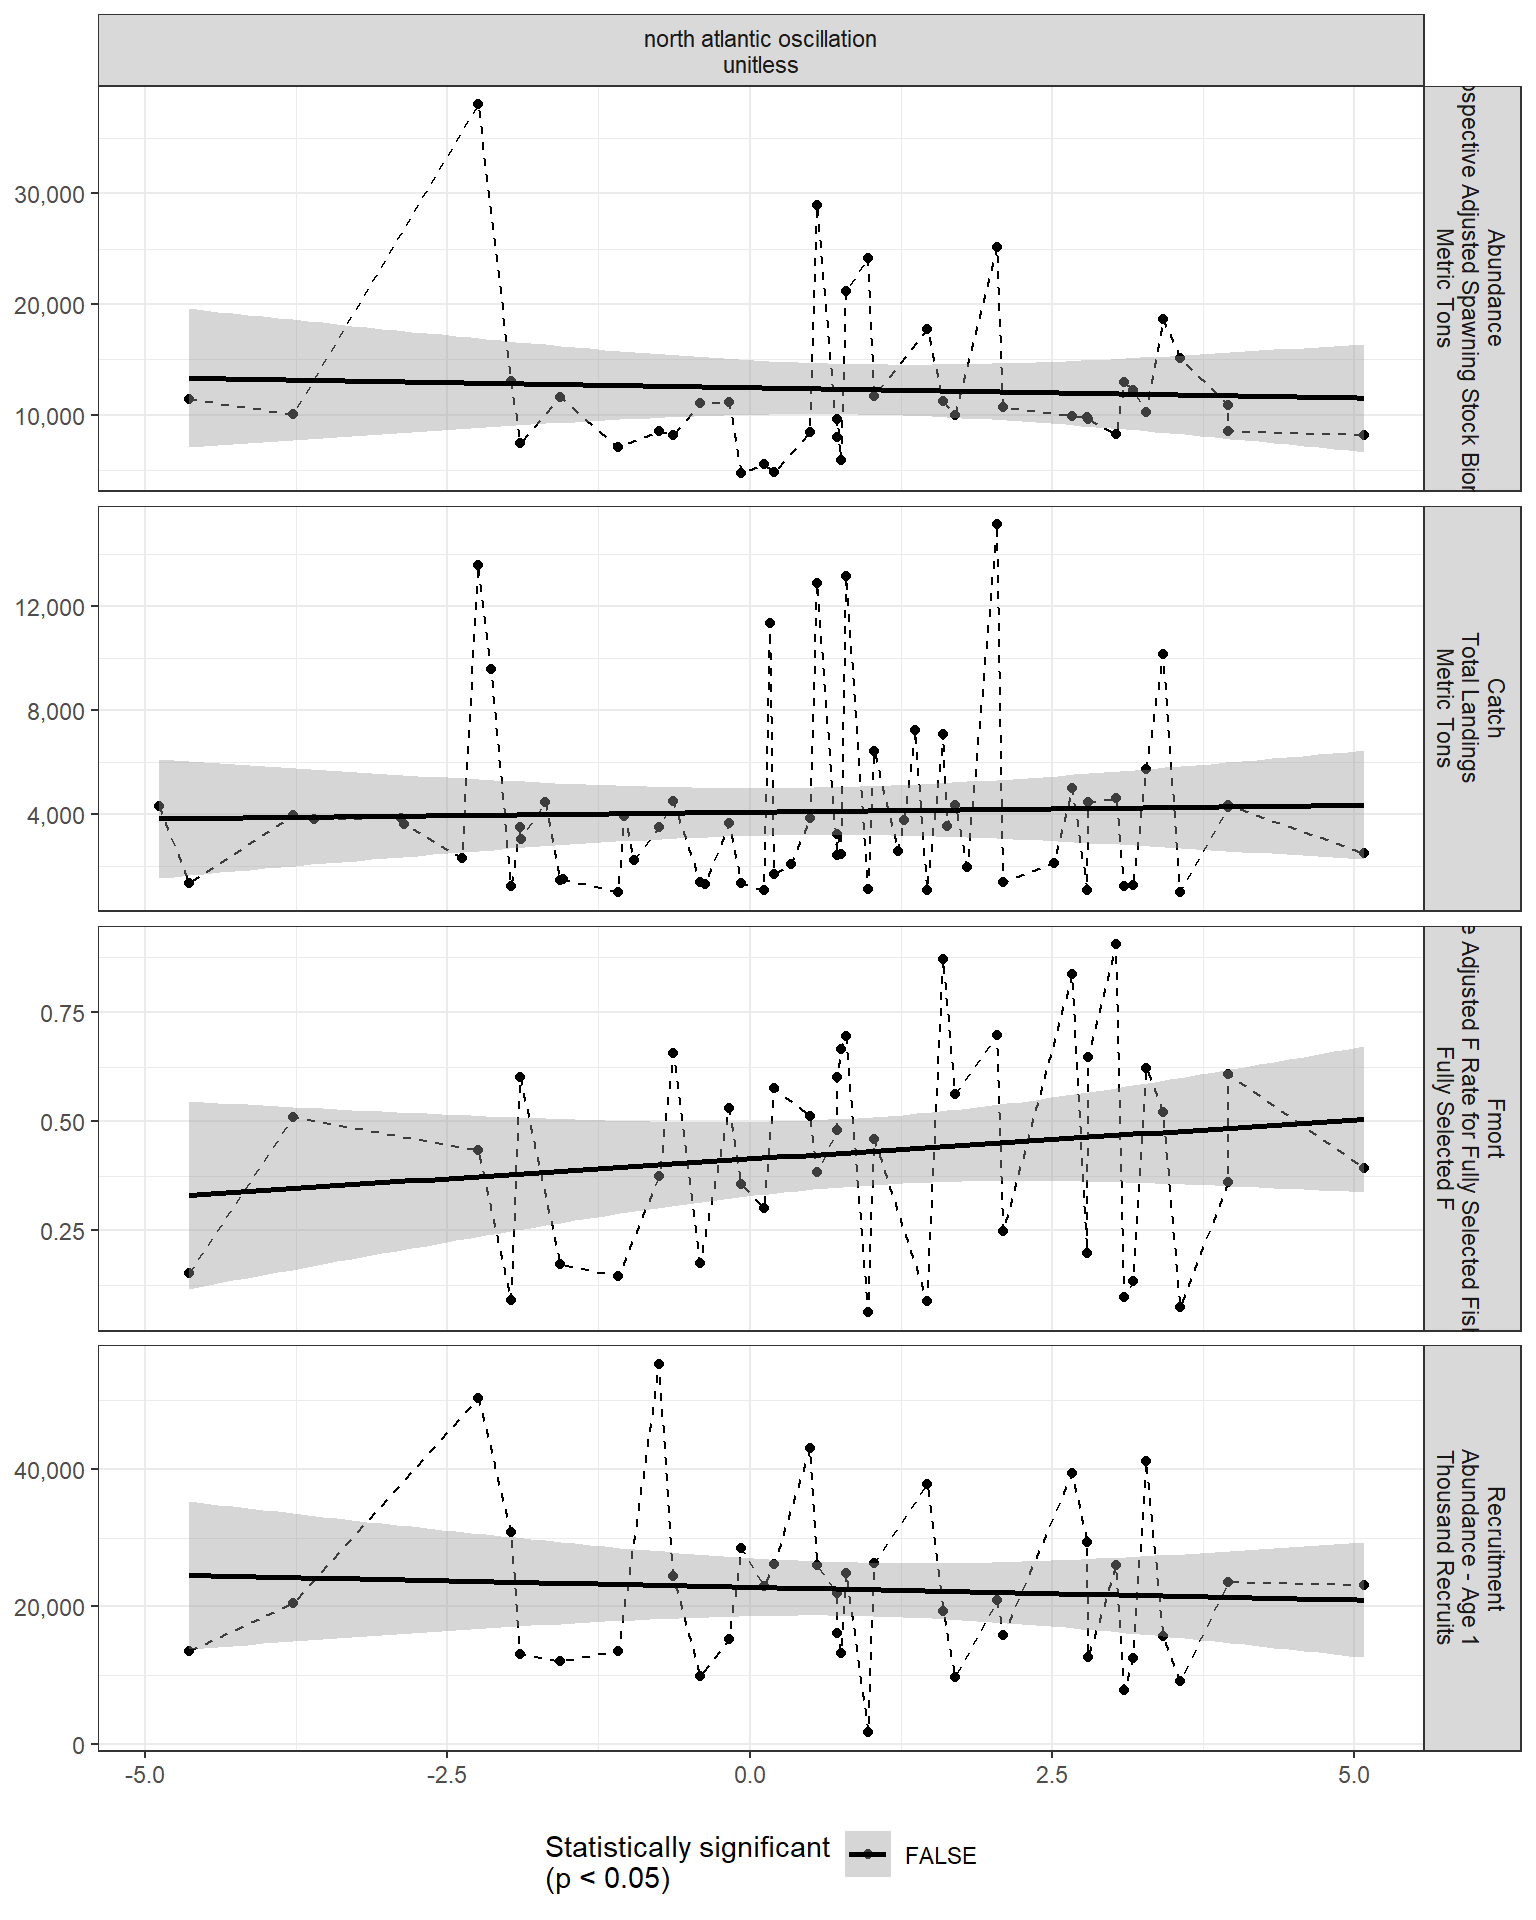 north atlantic oscillation
unitless
30,000
20,000
10,000
Abundance
Adjusted Spawning Stock
Metric Tons
12,000
8,000
4,000
Catch
Total Landings
Metric Tons
0.75
0.50
0.25
Fmort
Adjusted F Rate for Fully Selected
Fully Selected F
40,000
20,000
0
Recruitment
Abundance - Age 1
Thousand Recruits
-5.0
-2.5
0.0
2.5
5.0
Statistically significant
(p < 0.05)
FALSE